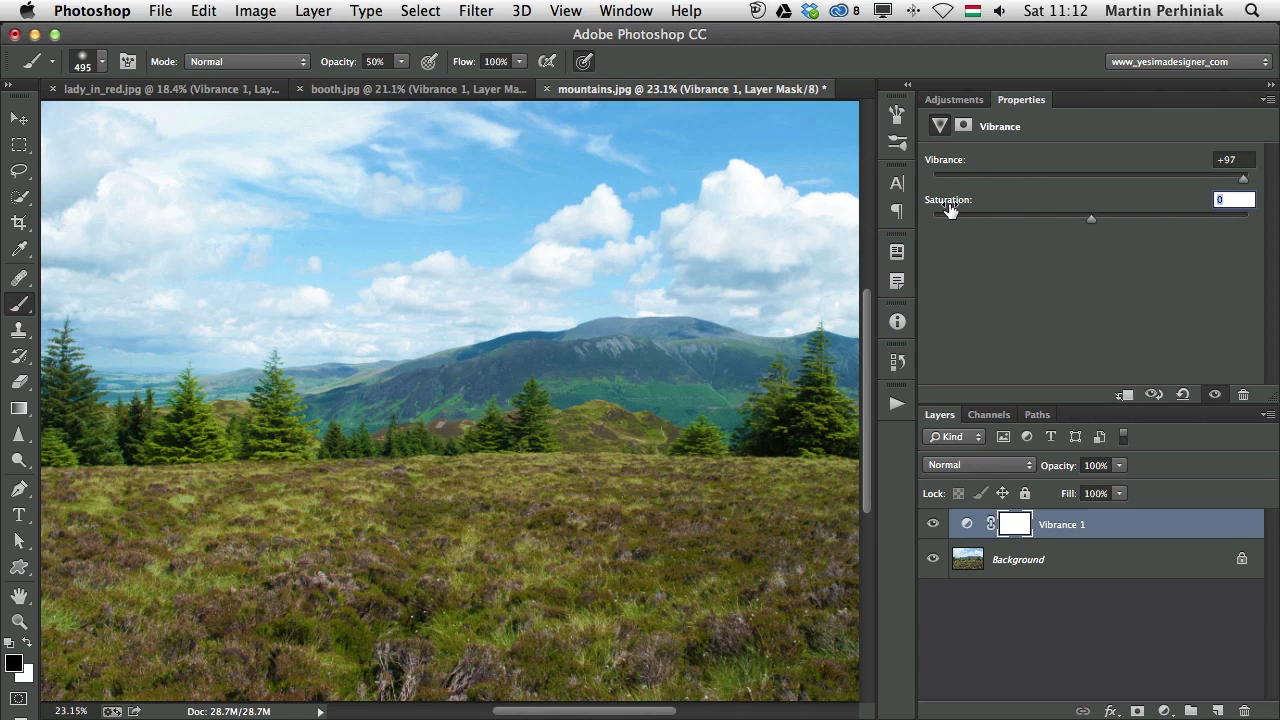 Photoshop File Edit Image Layer Type Select Filter 3D View Window Help 8 Sat 11:12 Martin Perhiniak
Adobe Photoshop CC
495 Mode: Normal Opacity: 50% Flow: 100% www_yesimadesigner_com
lady_in_red.jpg @ 18.4% (Vibrance 1, Lay... booth.jpg @ 21.1% (Vibrance 1, Layer Ma... mountains.jpg @ 23.1% (Vibrance 1, Layer Mask/8) *
Adjustments Properties
Vibrance
Vibrance: +97
Saturation: 0
Layers Channels Paths
Kind
Normal Opacity: 100%
Lock: Fill: 100%
Vibrance 1
Background
23.15% Doc: 28.7M/28.7M